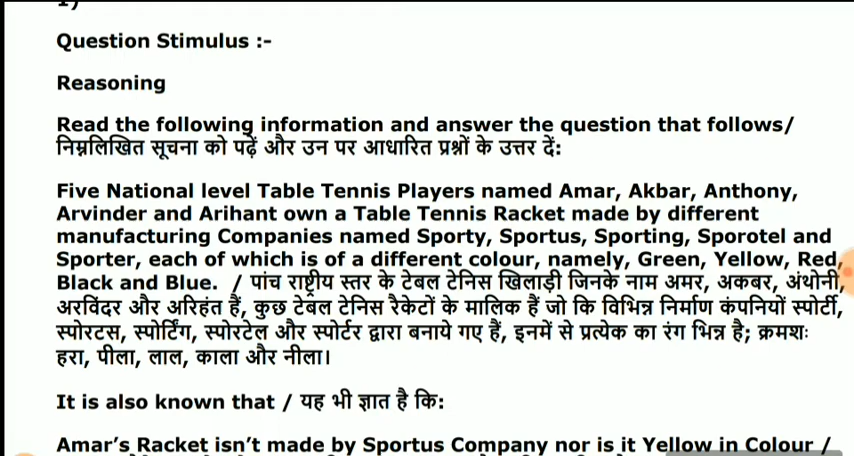 Question Stimulus :-
Reasoning
Read the following information and answer the question that follows/
निम्नलिखित सूचना को पढ़ें और उन पर आधारित प्रश्नों के उत्तर दें:
Five National level Table Tennis Players named Amar, Akbar, Anthony,
Arvinder and Arihant own a Table Tennis Racket made by different
manufacturing Companies named Sporty, Sportus, Sporting, Sporotel and
Sporter, each of which is of a different colour, namely, Green, Yellow, Red,
Black and Blue. / पांच राष्ट्रीय स्तर के टेबल टेनिस खिलाड़ी जिनके नाम अमर, अकबर, अंथोनी,
अरविंदर और अरिहंत हैं, कुछ टेबल टेनिस रैकेटों के मालिक हैं जो कि विभिन्न निर्माण कंपनियों स्पोर्टी,
स्पोरटस, स्पोर्टिंग, स्पोरटेल और स्पोर्टर द्वारा बनाये गए हैं, इनमें से प्रत्येक का रंग भिन्न है; क्रमशः
हरा, पीला, लाल, काला और नीला।
It is also known that / यह भी ज्ञात है कि:
Amar's Racket isn't made by Sportus Company nor is it Yellow in Colour /